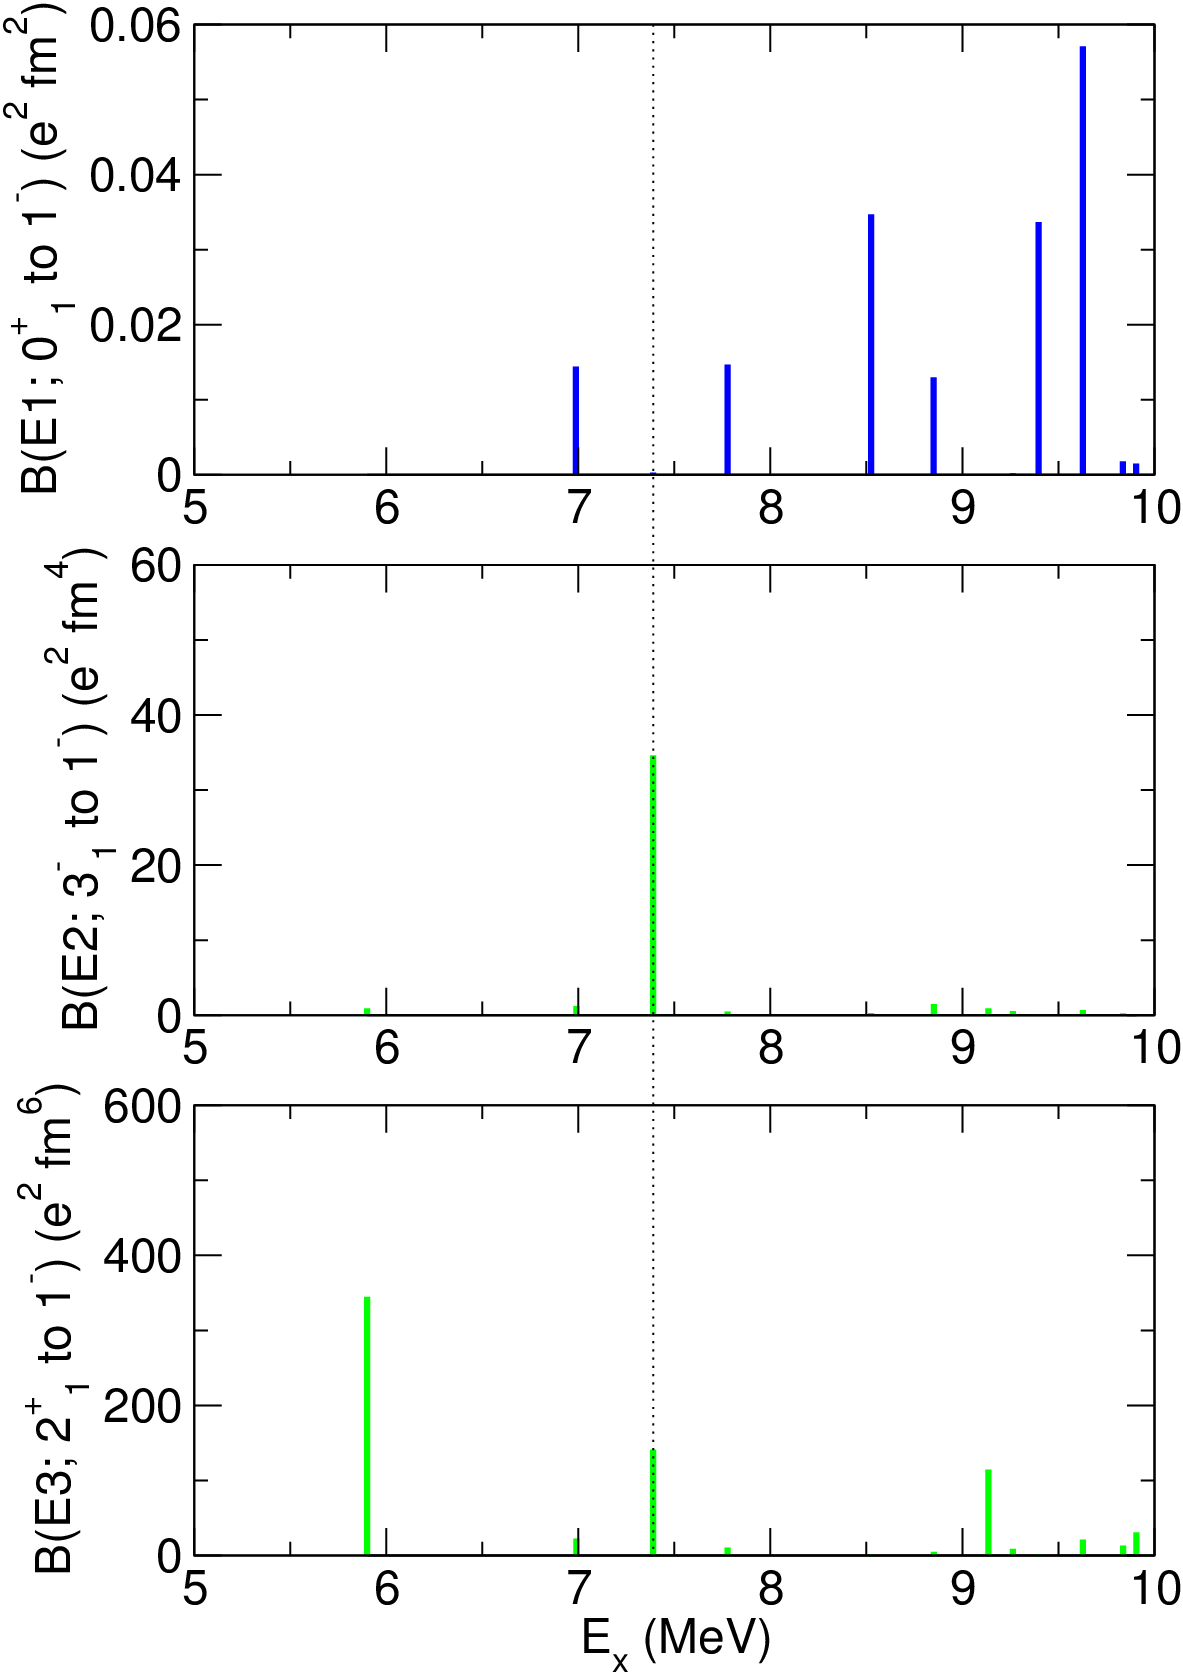 B(E1; 0⁺₁ to 1⁻) (e² fm²)
0.06
0.04
0.02
0
5 6 7 8 9 10
B(E2; 3⁻₁ to 1⁻) (e² fm⁴)
60
40
20
0
5 6 7 8 9 10
B(E3; 2⁺₁ to 1⁻) (e² fm⁶)
600
400
200
0
5 6 7 8 9 10
Eₓ (MeV)